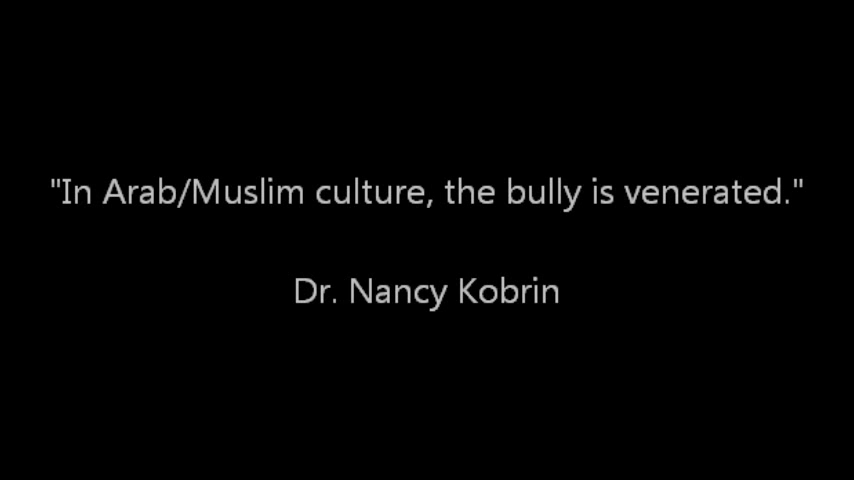 "In Arab/Muslim culture, the bully is venerated."
Dr. Nancy Kobrin